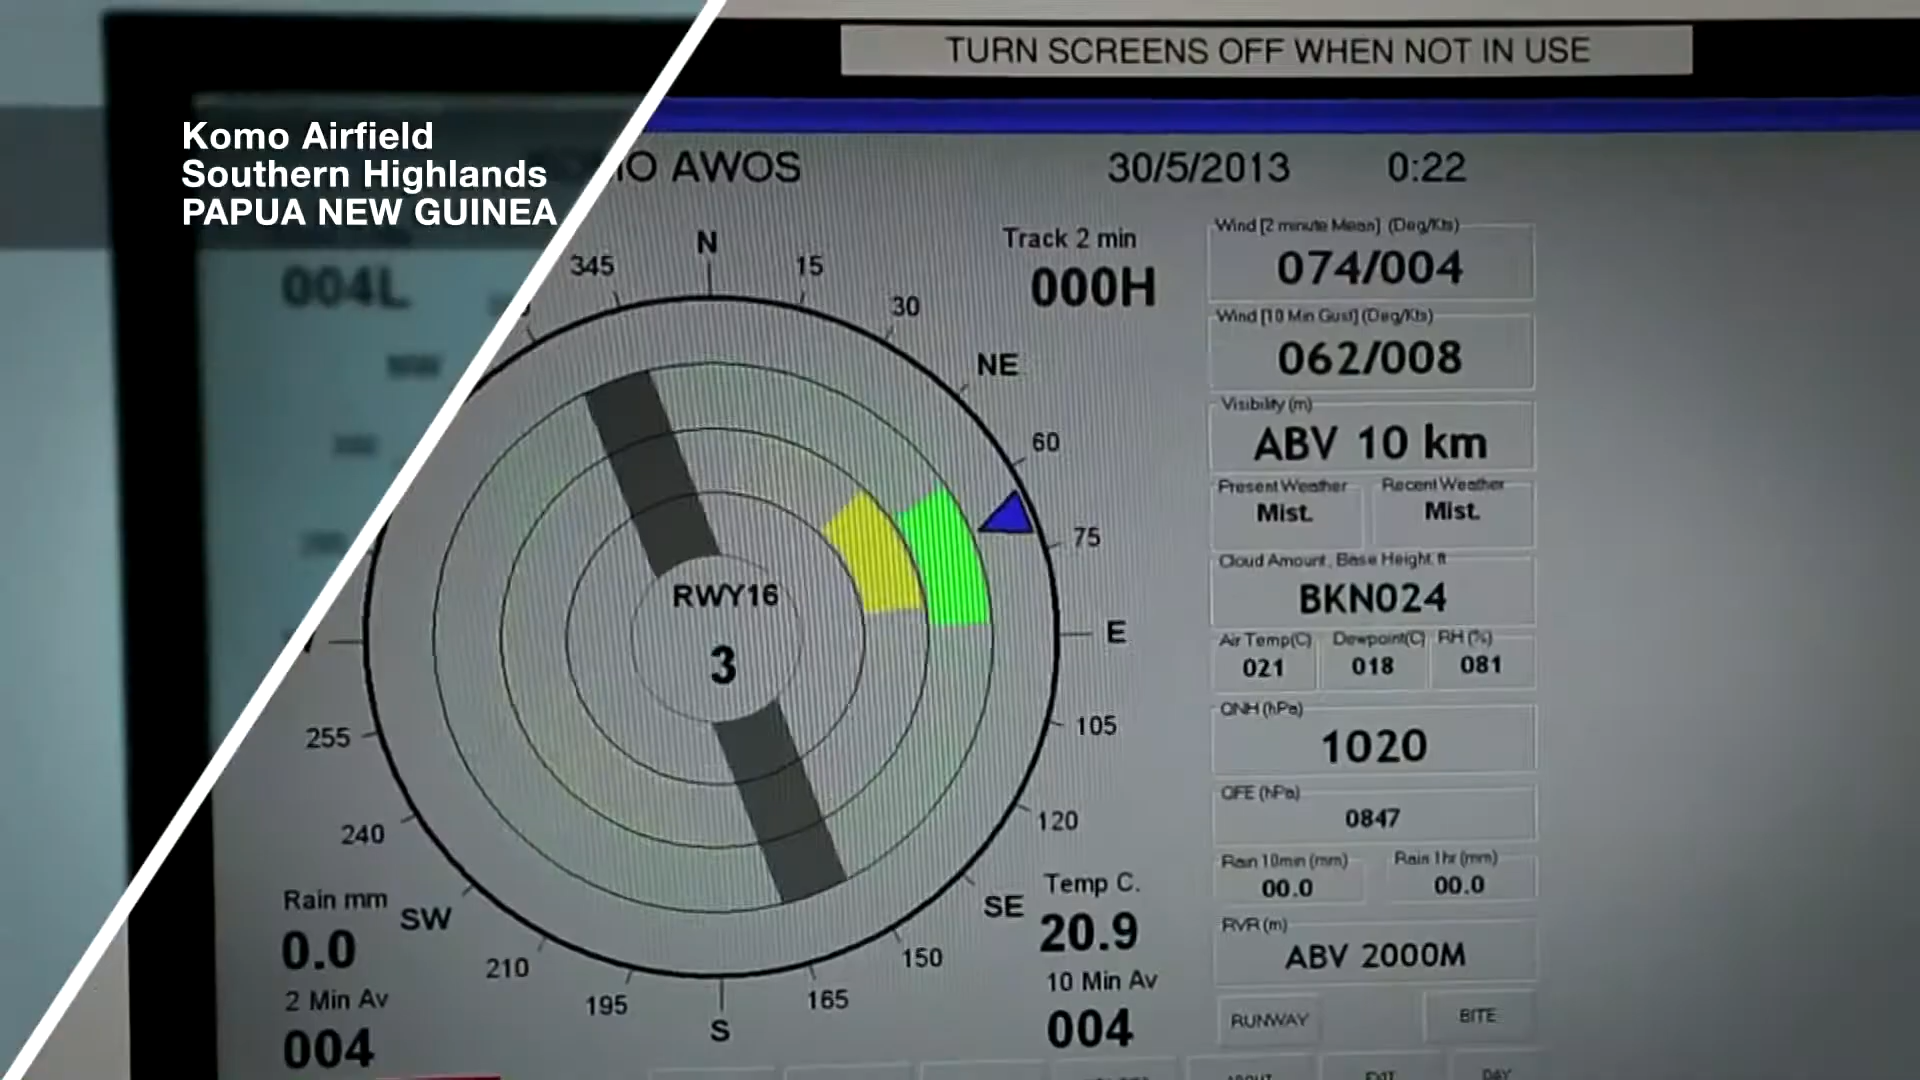 TURN SCREENS OFF WHEN NOT IN USE
Komo Airfield
Southern Highlands
PAPUA NEW GUINEA
AWOS
30/5/2013 0:22
004L
Track 2 min
000H
N
345
15
30
NE
60
75
E
105
120
SE
150
165
S
195
210
SW
240
255
RWY16
3
Rain mm
0.0
2 Min Av
004
Temp C.
20.9
10 Min Av
004
Wind [2 minute Mean] (Deg/Kts)
074/004
Wind [10 Min Gust] (Deg/Kts)
062/008
Visibility (m)
ABV 10 km
Present Weather Recent Weather
Mist. Mist.
Cloud Amount, Base Height ft
BKN024
Air Temp(C) Dewpoint(C) RH (%)
021 018 081
QNH (hPa)
1020
QFE (hPa)
0847
Rain 10min (mm) Rain 1hr (mm)
00.0 00.0
RVR (m)
ABV 2000M
RUNWAY BITE
ABOUT EXIT DAY